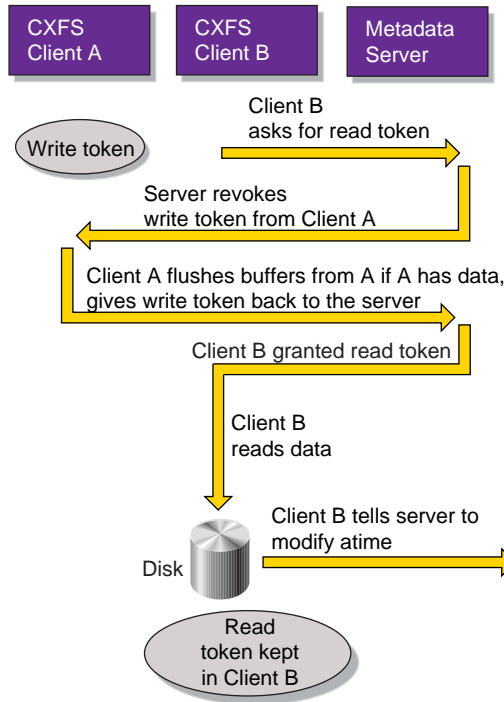 CXFS
Client A
CXFS
Client B
Metadata
Server
Client B
asks for read token
Write token
Server revokes
write token from Client A
Client A flushes buffers from A if A has data,
gives write token back to the server
Client B granted read token
Client B
reads data
Client B tells server to
modify atime
Disk
Read
token kept
in Client B